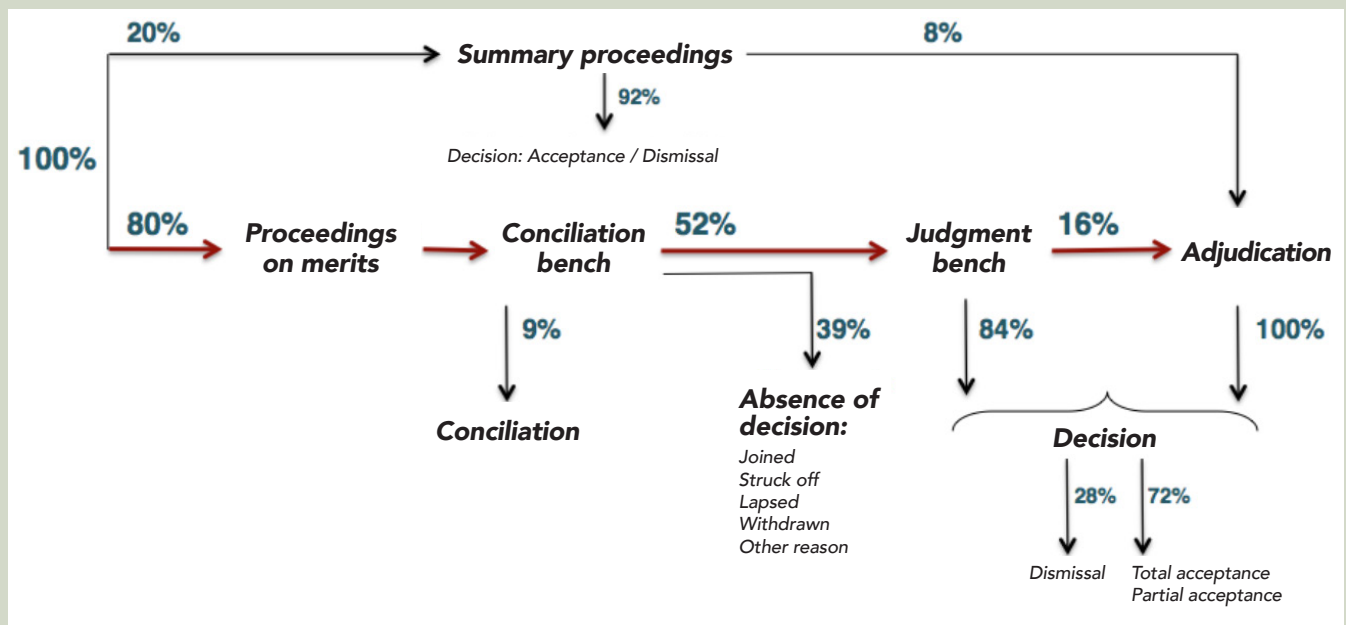 20%
8%
Summary proceedings
92%
100%
Decision: Acceptance / Dismissal
80%
Proceedings
on merits
Conciliation
bench
52%
Judgment
bench
16%
Adjudication
9%
39%
84%
100%
Conciliation
Absence of
decision:
Joined
Struck off
Lapsed
Withdrawn
Other reason
Decision
28%
72%
Dismissal
Total acceptance
Partial acceptance